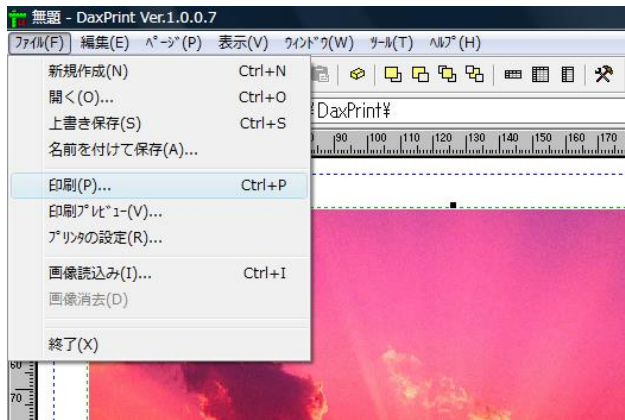 無題 - DaxPrint Ver.1.0.0.7
ﾌｧｲﾙ(F) 編集(E) ﾍﾟｰｼﾞ(P) 表示(V) ｳｨﾝﾄﾞｳ(W) ﾂｰﾙ(T) ﾍﾙﾌﾟ(H)
新規作成(N) Ctrl+N
開く(O)... Ctrl+O
上書き保存(S) Ctrl+S
名前を付けて保存(A)...
印刷(P)... Ctrl+P
印刷ﾌﾟﾚﾋﾞｭｰ(V)...
ﾌﾟﾘﾝﾀの設定(R)...
画像読込み(I)... Ctrl+I
画像消去(D)
終了(X)
DaxPrint¥
90 100 110 120 130 140 150 160 170
60
70